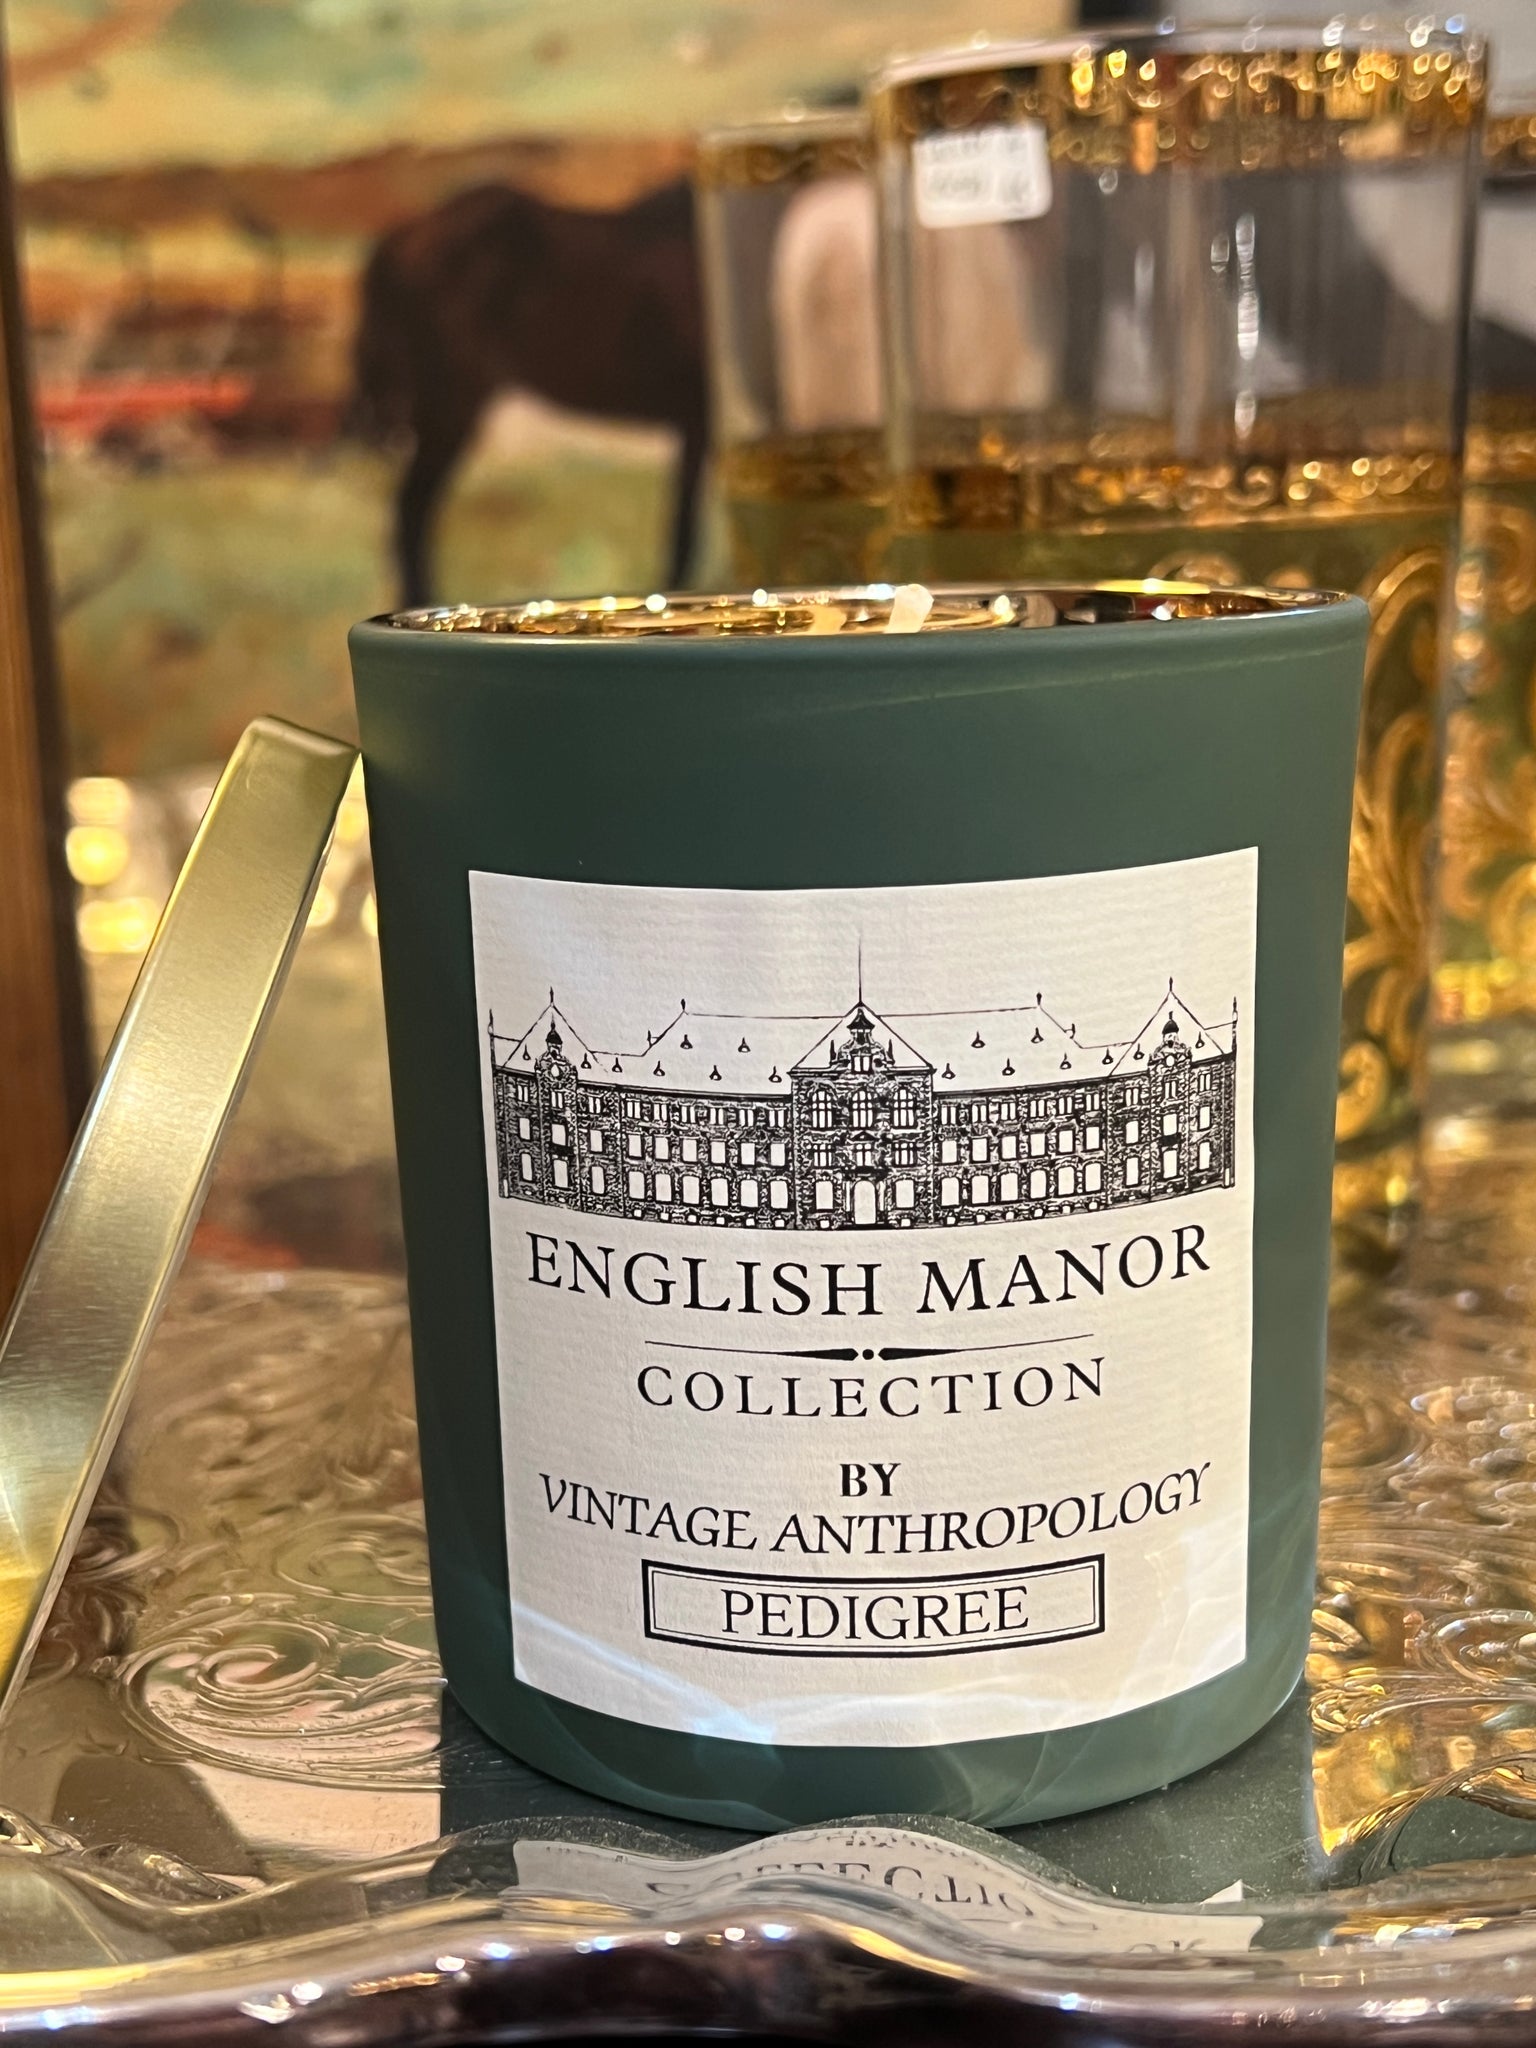 ENGLISH MANOR
COLLECTION
BY
VINTAGE ANTHROPOLOGY
PEDIGREE